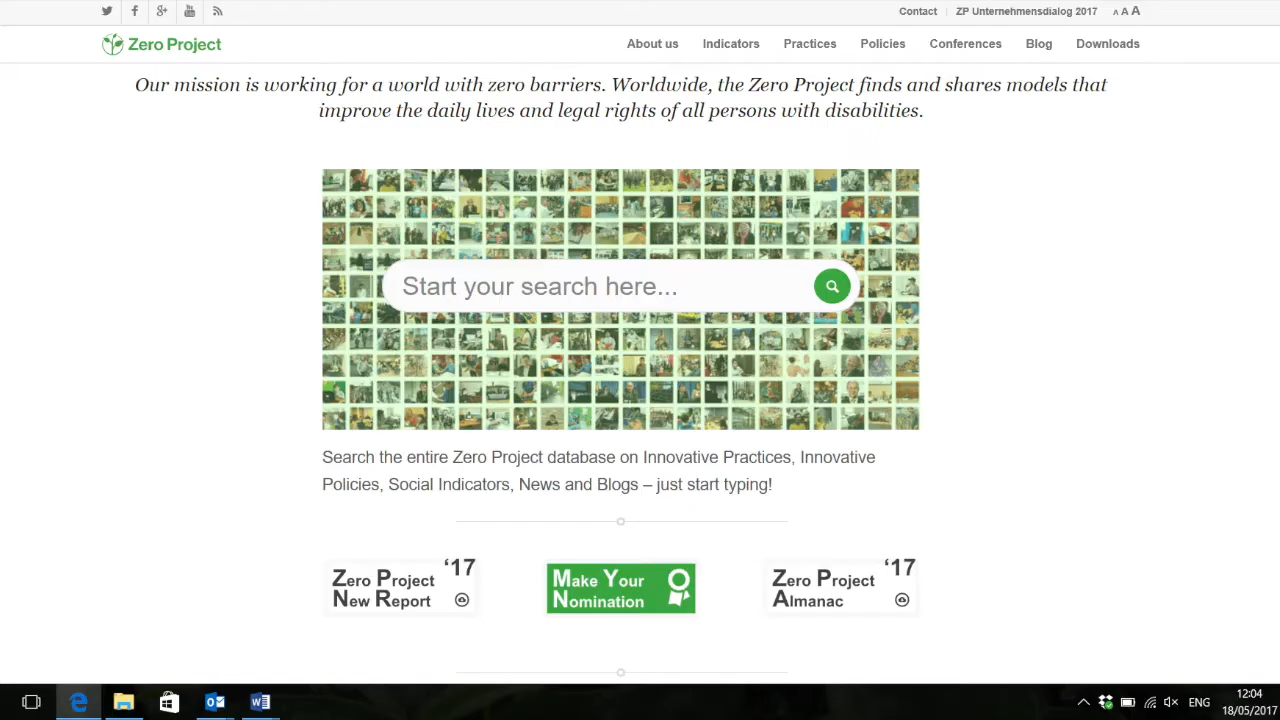 Contact
ZP Unternehmensdialog 2017
A A A
Zero Project
About us
Indicators
Practices
Policies
Conferences
Blog
Downloads
Our mission is working for a world with zero barriers. Worldwide, the Zero Project finds and shares models that
improve the daily lives and legal rights of all persons with disabilities.
Start your search here...
Search the entire Zero Project database on Innovative Practices, Innovative
Policies, Social Indicators, News and Blogs – just start typing!
Zero Project '17
New Report
Make Your
Nomination
Zero Project '17
Almanac
ENG
12:04
18/05/2017